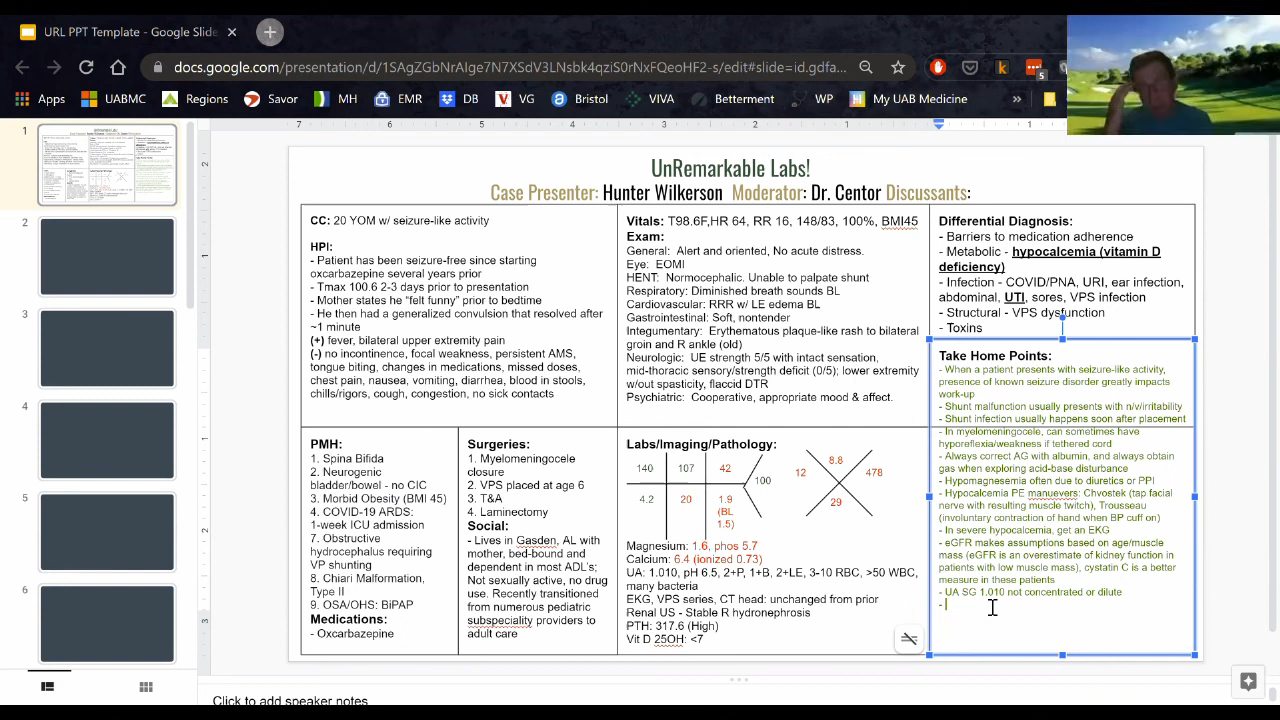 URL PPT Template - Google Slide
docs.google.com/presentation/d/1SAgZGbNrAIge7N7XSdV3LNsbk4qziS0rNxFQeoHF2-s/edit#slide=id.gdfa...
5
Apps
UABMC
Regions
Savor
MH
EMR
DB
VG
Bristol
VIVA
Betterment
WP
My UAB Medicine
»
7 6 5 4 3 2 1 1
1
2
3
4
5
6
2
1
1
2
3
UnRemarkable Labs!
Case Presenter: Hunter Wilkerson Moderator: Dr. Centor Discussants:
CC: 20 YOM w/ seizure-like activity
HPI:
- Patient has been seizure-free since starting
oxcarbazepine several years prior
- Tmax 100.6 2-3 days prior to presentation
- Mother states he “felt funny” prior to bedtime
- He then had a generalized convulsion that resolved after
~1 minute
(+) fever, bilateral upper extremity pain
(-) no incontinence, focal weakness, persistent AMS,
tongue biting, changes in medications, missed doses,
chest pain, nausea, vomiting, diarrhea, blood in stools,
chills/rigors, cough, congestion, no sick contacts
Vitals: T98.6F,HR 64, RR 16, 148/83, 100%, BMI45
Exam:
General: Alert and oriented, No acute distress.
Eye: EOMI
HENT: Normocephalic. Unable to palpate shunt
Respiratory: Diminished breath sounds BL
Cardiovascular: RRR w/ LE edema BL
Gastrointestinal: Soft, nontender
Integumentary: Erythematous plaque-like rash to bilateral
groin and R ankle (old)
Neurologic: UE strength 5/5 with intact sensation,
mid-thoracic sensory/strength deficit (0/5); lower extremity
w/out spasticity, flaccid DTR
Psychiatric: Cooperative, appropriate mood & affect.
Differential Diagnosis:
- Barriers to medication adherence
- Metabolic - hypocalcemia (vitamin D
deficiency)
- Infection - COVID/PNA, URI, ear infection,
abdominal, UTI, sores, VPS infection
- Structural - VPS dysfunction
- Toxins
Take Home Points:
- When a patient presents with seizure-like activity,
presence of known seizure disorder greatly impacts
work-up
- Shunt malfunction usually presents with n/v/irritability
- Shunt infection usually happens soon after placement
- In myelomeningocele, can sometimes have
hyporeflexia/weakness if tethered cord
- Always correct AG with albumin, and always obtain
gas when exploring acid-base disturbance
- Hypomagnesemia often due to diuretics or PPI
- Hypocalcemia PE manuevers: Chvostek (tap facial
nerve with resulting muscle twitch), Trousseau
(involuntary contraction of hand when BP cuff on)
- In severe hypocalcemia, get an EKG
- eGFR makes assumptions based on age/muscle
mass (eGFR is an overestimate of kidney function in
patients with low muscle mass), cystatin C is a better
measure in these patients
- UA SG 1.010 not concentrated or dilute
-
PMH:
1. Spina Bifida
2. Neurogenic
bladder/bowel - no CIC
3. Morbid Obesity (BMI 45)
4. COVID-19 ARDS:
1-week ICU admission
7. Obstructive
hydrocephalus requiring
VP shunting
8. Chiari Malformation,
Type II
9. OSA/OHS: BiPAP
Medications:
- Oxcarbazepine
Surgeries:
1. Myelomeningocele
closure
2. VPS placed at age 6
3. T&A
4. Laminectomy
Social:
- Lives in Gasden, AL with
mother, bed-bound and
dependent in most ADL's;
Not sexually active, no drug
use. Recently transitioned
from numerous pediatric
subspeciality providers to
adult care
Labs/Imaging/Pathology:
140 107 42
100
4.2 20 1.9
(BL
1.5)
8.8
12 478
29
Magnesium: 1.6, phos 5.7
Calcium: 6.4 (ionized 0.73)
UA: 1.010, pH 6.5, 2+P, 1+B, 2+LE, 3-10 RBC, >50 WBC,
many bacteria
EKG, VPS series, CT head: unchanged from prior
Renal US - Stable R hydronephrosis
PTH: 317.6 (High)
Vit D 25OH: <7
Click to add speaker notes